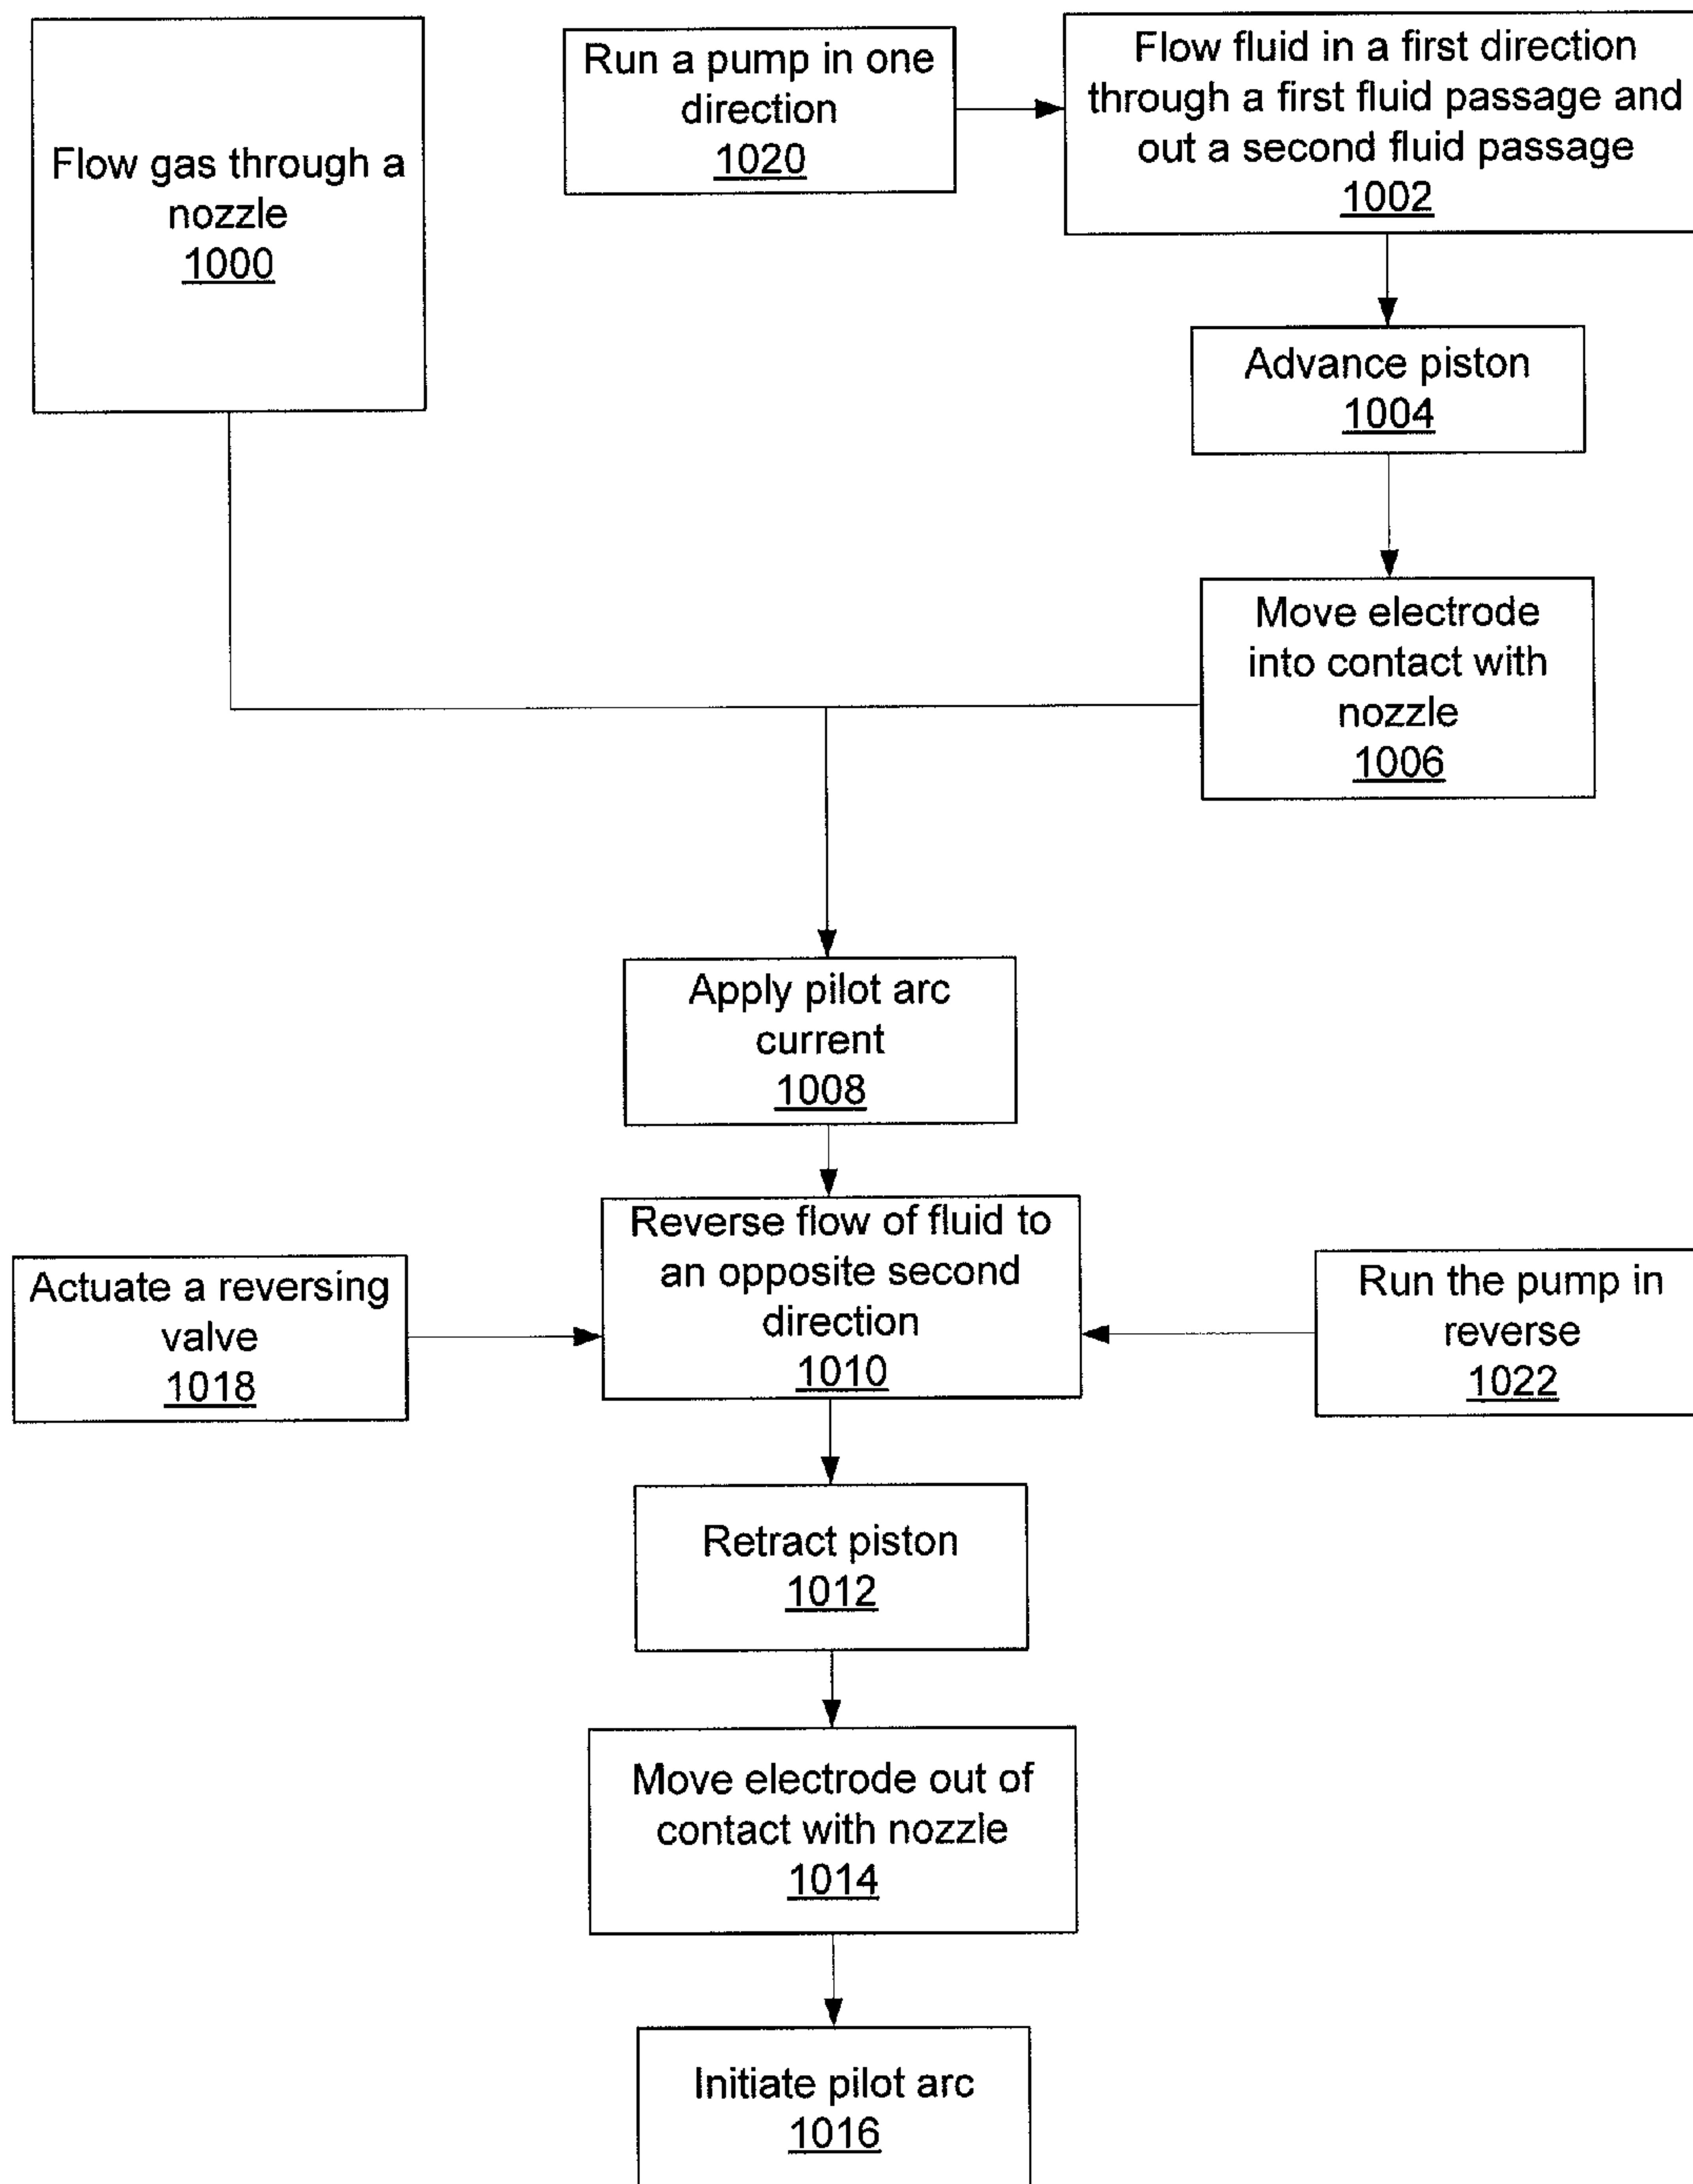 Flow gas through a
nozzle
1000
Run a pump in one
direction
1020
Flow fluid in a first direction
through a first fluid passage and
out a second fluid passage
1002
Advance piston
1004
Move electrode
into contact with
nozzle
1006
Apply pilot arc
current
1008
Reverse flow of fluid to
an opposite second
direction
1010
Actuate a reversing
valve
1018
Run the pump in
reverse
1022
Retract piston
1012
Move electrode out of
contact with nozzle
1014
Initiate pilot arc
1016